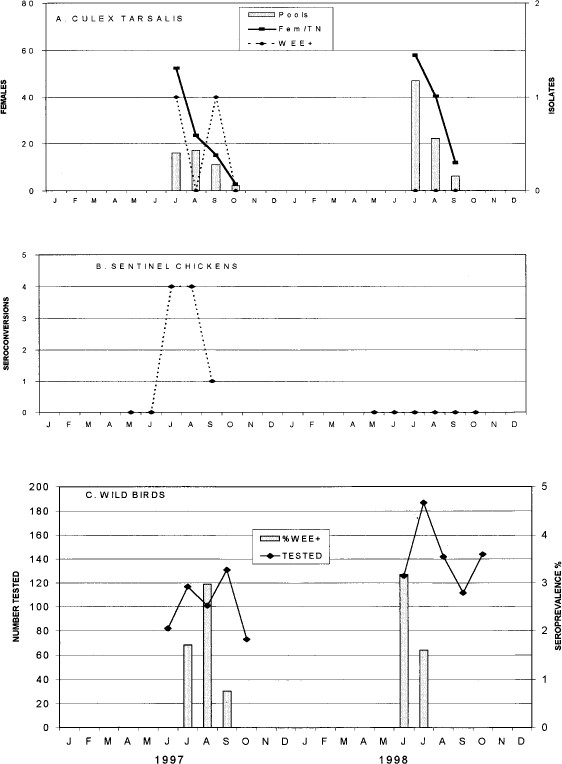 A. CULEX TARSALIS
Pools
Fem/TN
WEE+
FEMALES
80
60
40
20
0
ISOLATES
2
1
0
J F M A M J J A S O N D J F M A M J J A S O N D
B. SENTINEL CHICKENS
SEROCONVERSIONS
5
4
3
2
1
0
J F M A M J J A S O N D J F M A M J J A S O N D
C. WILD BIRDS
%WEE+
TESTED
NUMBER TESTED
200
180
160
140
120
100
80
60
40
20
0
SEROPREVALENCE %
5
4
3
2
1
0
J F M A M J J A S O N D J F M A M J J A S O N D
1997 1998